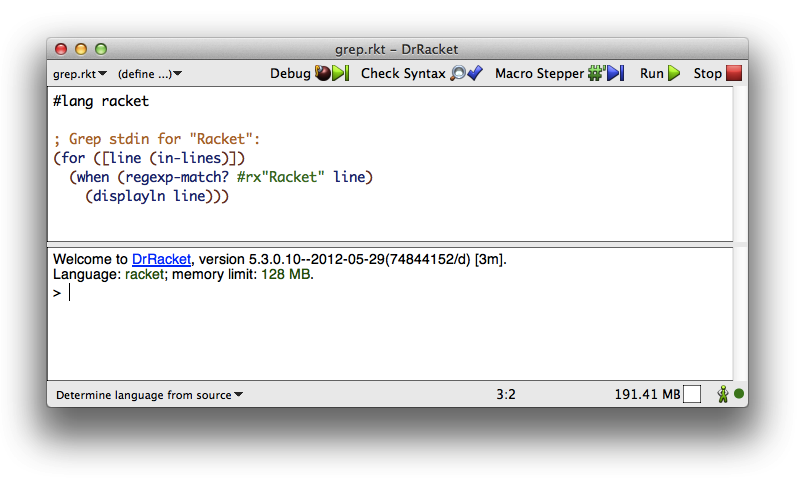 grep.rkt – DrRacket
grep.rkt (define ...) Debug Check Syntax Macro Stepper Run Stop
#lang racket
; Grep stdin for "Racket":
(for ([line (in-lines)])
  (when (regexp-match? #rx"Racket" line)
    (displayln line)))
Welcome to DrRacket, version 5.3.0.10--2012-05-29(74844152/d) [3m].
Language: racket; memory limit: 128 MB.
>
Determine language from source 3:2 191.41 MB